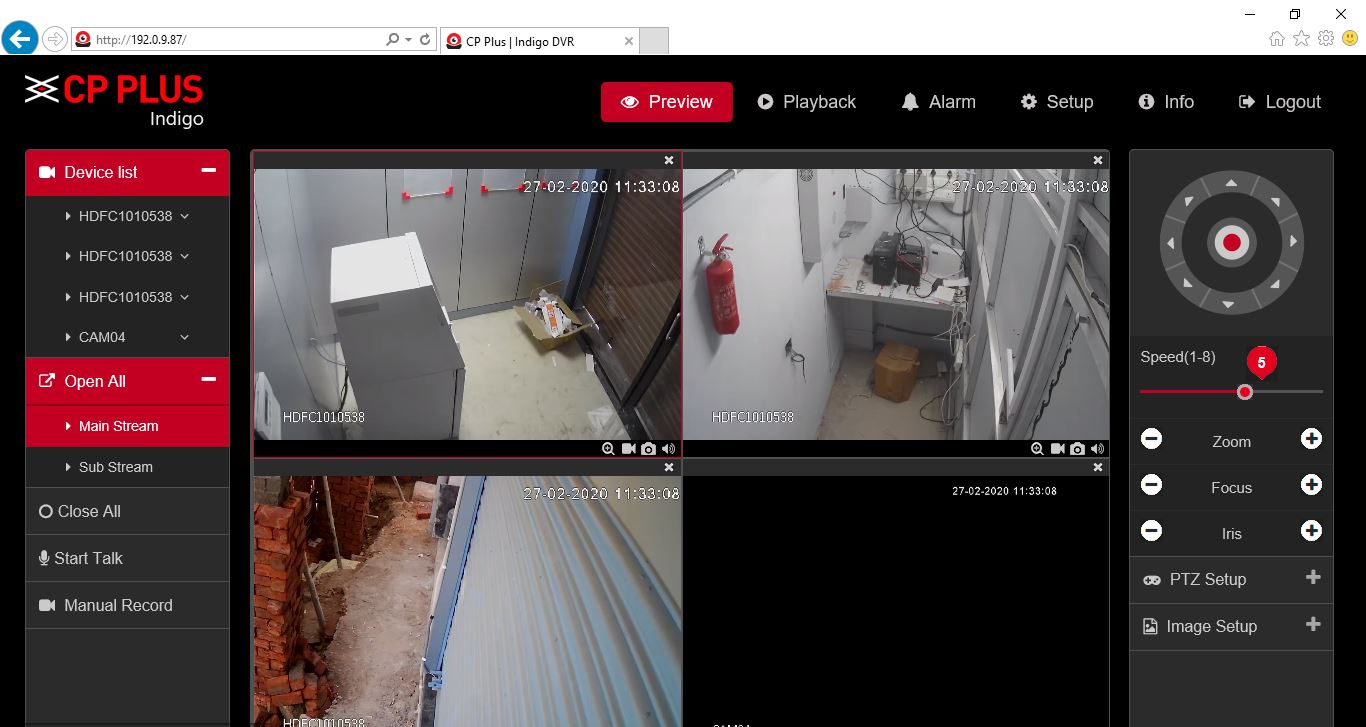 http://192.0.9.87/
CP Plus | Indigo DVR
CP PLUS
Indigo
Preview
Playback
Alarm
Setup
Info
Logout
Device list
HDFC1010538
HDFC1010538
HDFC1010538
CAM04
Open All
Main Stream
Sub Stream
Close All
Start Talk
Manual Record
27-02-2020 11:33:08
HDFC1010538
27-02-2020 11:33:08
HDFC1010538
27-02-2020 11:33:08
HDFC1010538
27-02-2020 11:33:08
CAM04
Speed(1-8)
5
Zoom
Focus
Iris
PTZ Setup
Image Setup